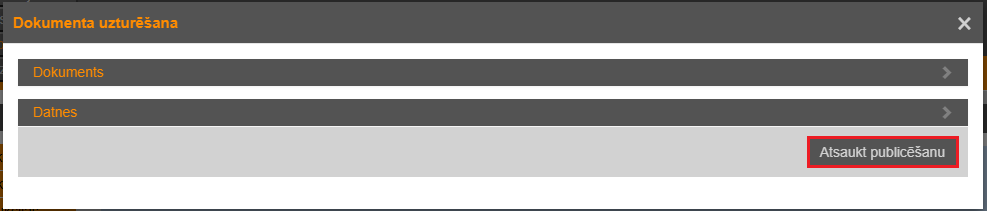 Dokumenta uzturēšana
Dokuments
Datnes
Atsaukt publicēšanu